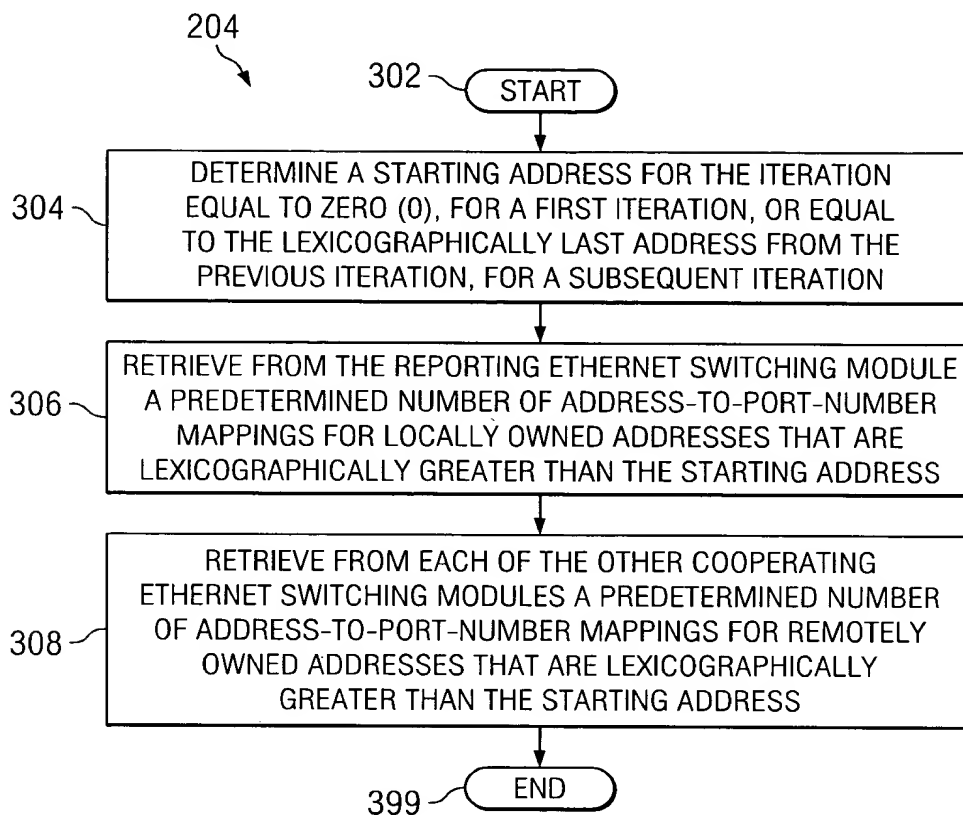 204
302
START
304
DETERMINE A STARTING ADDRESS FOR THE ITERATION
EQUAL TO ZERO (0), FOR A FIRST ITERATION, OR EQUAL
TO THE LEXICOGRAPHICALLY LAST ADDRESS FROM THE
PREVIOUS ITERATION, FOR A SUBSEQUENT ITERATION
306
RETRIEVE FROM THE REPORTING ETHERNET SWITCHING MODULE
A PREDETERMINED NUMBER OF ADDRESS-TO-PORT-NUMBER
MAPPINGS FOR LOCALLY OWNED ADDRESSES THAT ARE
LEXICOGRAPHICALLY GREATER THAN THE STARTING ADDRESS
308
RETRIEVE FROM EACH OF THE OTHER COOPERATING
ETHERNET SWITCHING MODULES A PREDETERMINED NUMBER
OF ADDRESS-TO-PORT-NUMBER MAPPINGS FOR REMOTELY
OWNED ADDRESSES THAT ARE LEXICOGRAPHICALLY
GREATER THAN THE STARTING ADDRESS
399
END